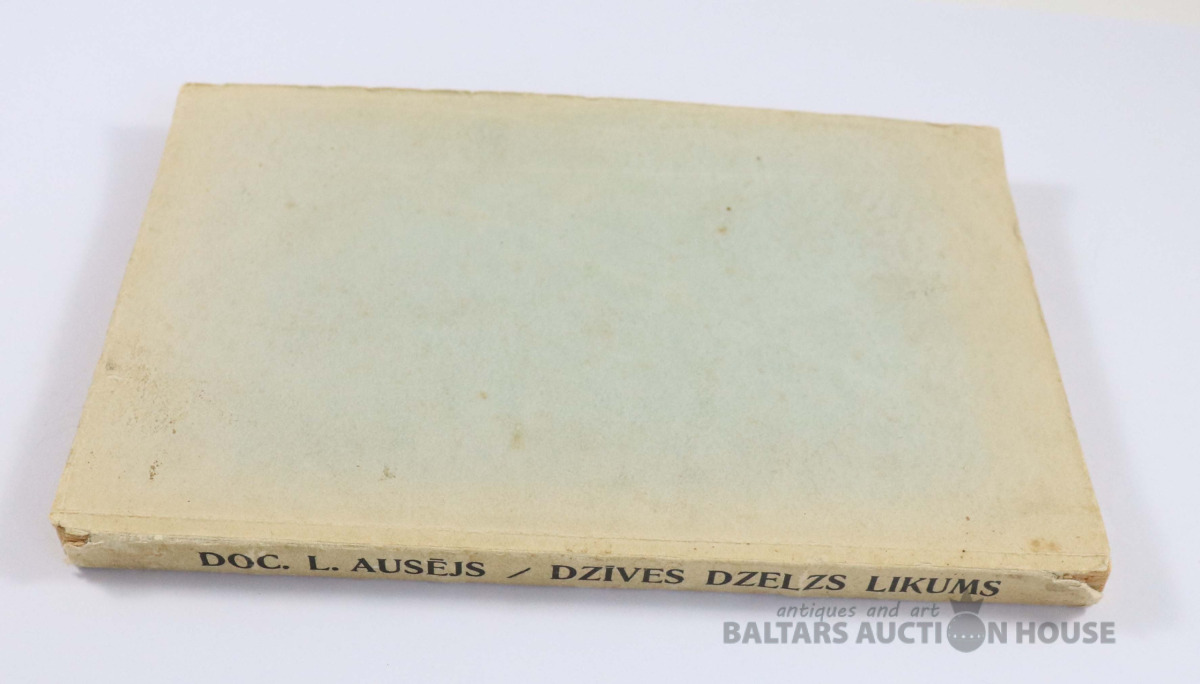 DOC. L. AUSĒJS / DZĪVES DZELZS LIKUMS
antiques and art
BALTARS AUCTION HOUSE